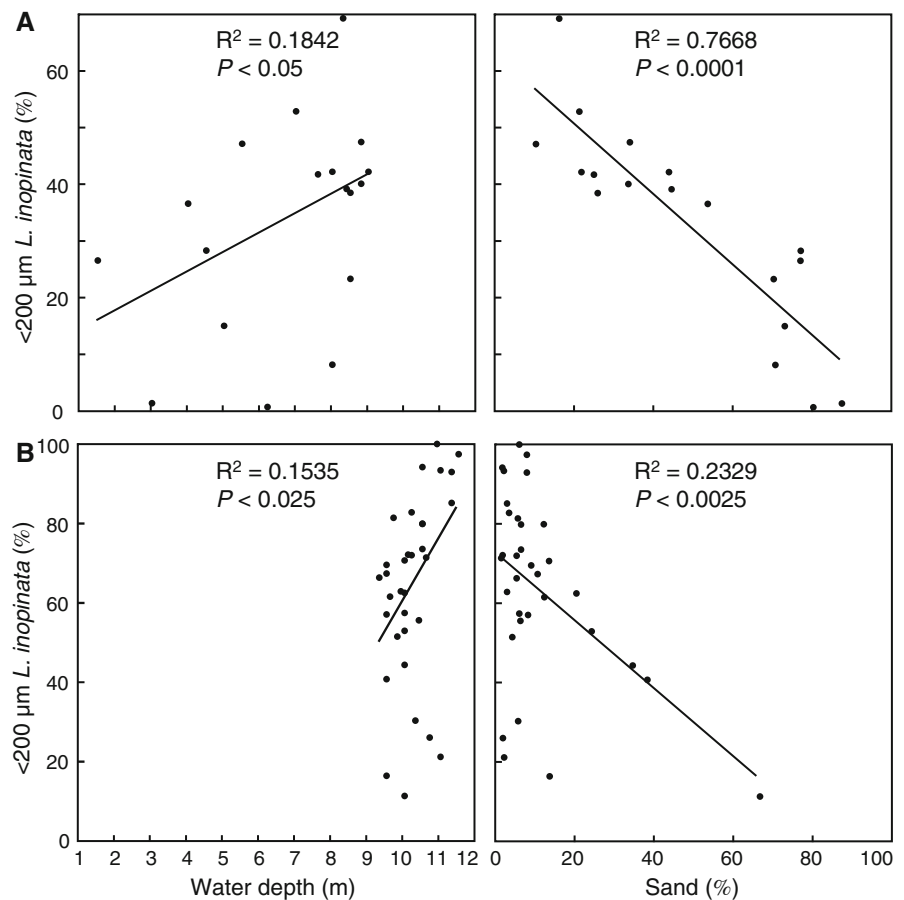 A
R² = 0.1842
P < 0.05
R² = 0.7668
P < 0.0001
<200 µm L. inopinata (%)
60
40
20
0
B
R² = 0.1535
P < 0.025
R² = 0.2329
P < 0.0025
<200 µm L. inopinata (%)
100
80
60
40
20
0
1 2 3 4 5 6 7 8 9 10 11 12
0 20 40 60 80 100
Water depth (m)
Sand (%)